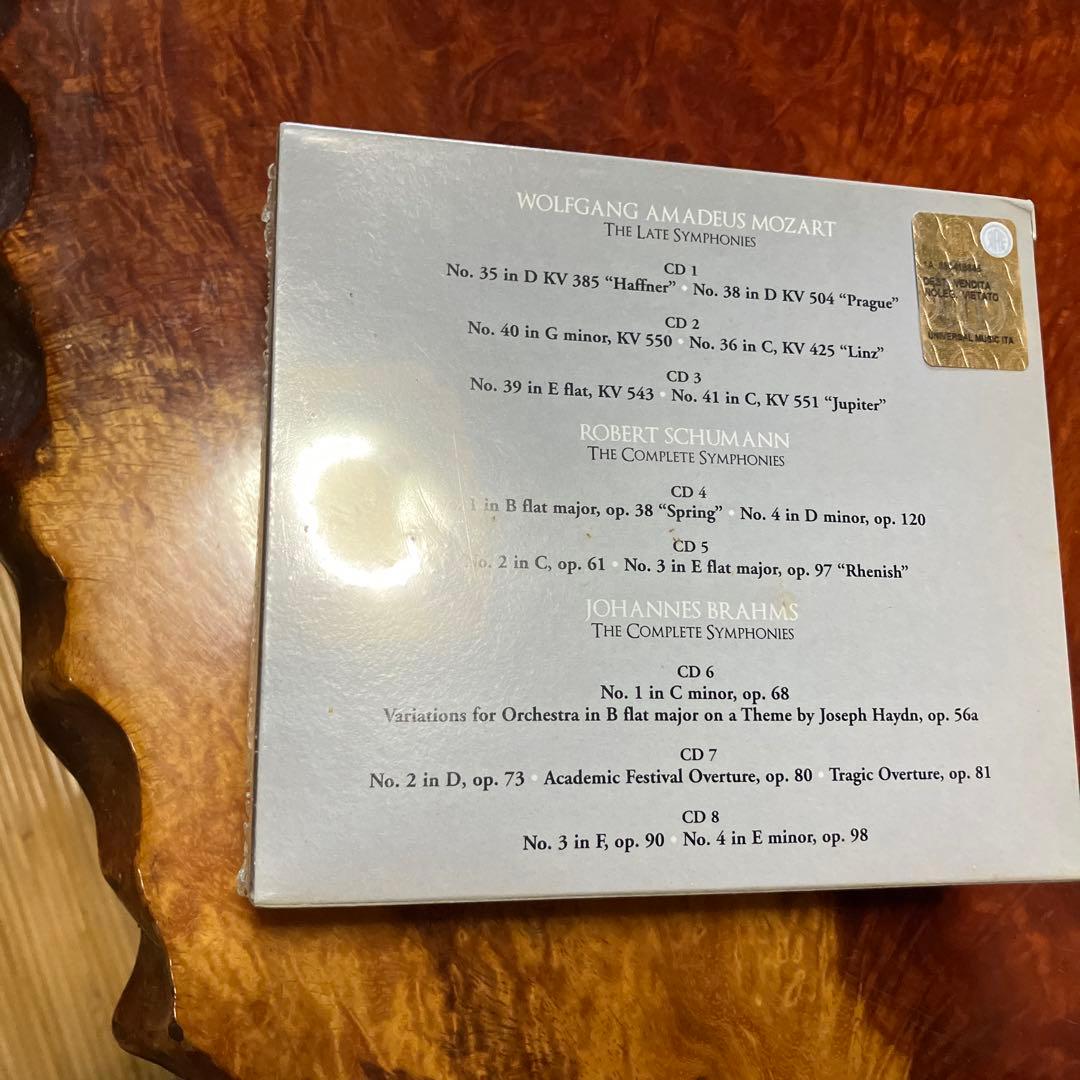 WOLFGANG AMADEUS MOZART
THE LATE SYMPHONIES
CD 1
No. 35 in D KV 385 “Haffner” • No. 38 in D KV 504 “Prague”
CD 2
No. 40 in G minor, KV 550 • No. 36 in C, KV 425 “Linz”
CD 3
No. 39 in E flat, KV 543 • No. 41 in C, KV 551 “Jupiter”
ROBERT SCHUMANN
THE COMPLETE SYMPHONIES
CD 4
1 in B flat major, op. 38 “Spring” • No. 4 in D minor, op. 120
CD 5
No. 2 in C, op. 61 • No. 3 in E flat major, op. 97 “Rhenish”
JOHANNES BRAHMS
THE COMPLETE SYMPHONIES
CD 6
No. 1 in C minor, op. 68
Variations for Orchestra in B flat major on a Theme by Joseph Haydn, op. 56a
CD 7
No. 2 in D, op. 73 • Academic Festival Overture, op. 80 • Tragic Overture, op. 81
CD 8
No. 3 in F, op. 90 • No. 4 in E minor, op. 98
SIAE
VENDITA
VIETATO
UNIVERSAL MUSIC ITA